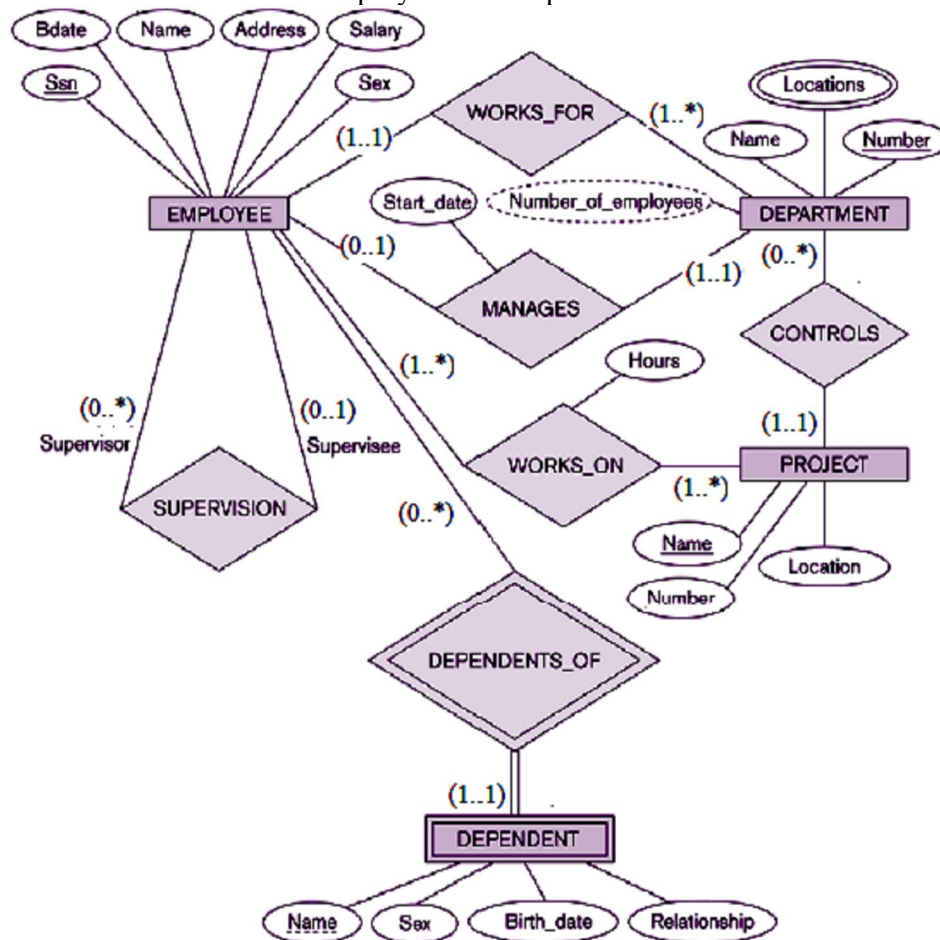 Bdate
Name
Address
Salary
Ssn
Sex
WORKS_FOR
Locations
(1..1)
(1..*)
Name
Number
Start_date
Number_of_employees
EMPLOYEE
DEPARTMENT
(0..1)
(1..1)
(0..*)
MANAGES
CONTROLS
(1..*)
Hours
(0..*)
(0..1)
(1..1)
Supervisor
Supervisee
WORKS_ON
PROJECT
(1..*)
SUPERVISION
(0..*)
Name
Location
Number
DEPENDENTS_OF
(1..1)
DEPENDENT
Name
Sex
Birth_date
Relationship